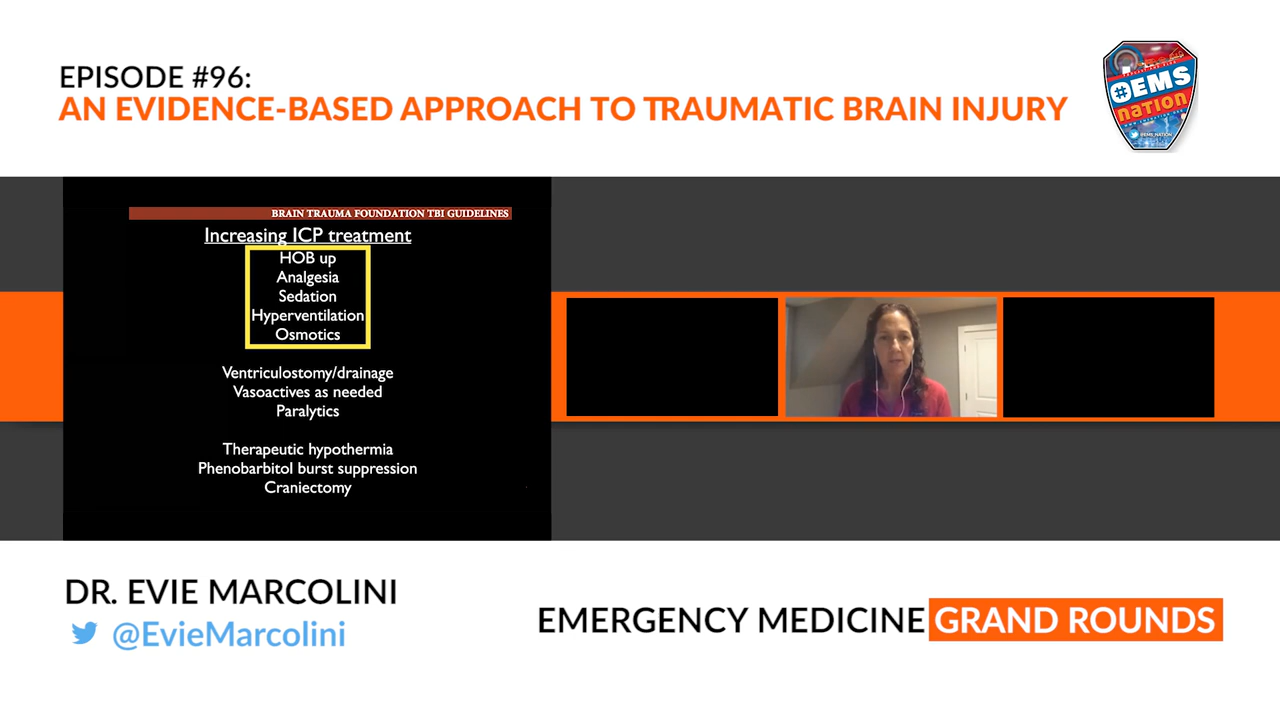 EPISODE #96:
AN EVIDENCE-BASED APPROACH TO TRAUMATIC BRAIN INJURY
#EMS
nation
@EMS_NATION
BRAIN TRAUMA FOUNDATION TBI GUIDELINES
Increasing ICP treatment
HOB up
Analgesia
Sedation
Hyperventilation
Osmotics
Ventriculostomy/drainage
Vasoactives as needed
Paralytics
Therapeutic hypothermia
Phenobarbitol burst suppression
Craniectomy
DR. EVIE MARCOLINI
@EvieMarcolini
EMERGENCY MEDICINE GRAND ROUNDS